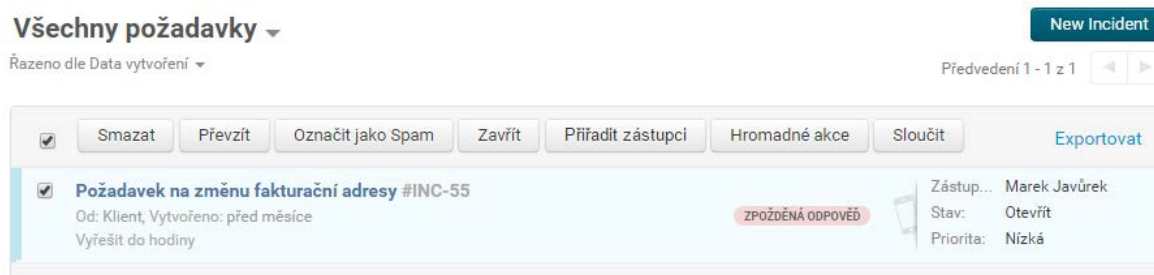 Všechny požadavky
New Incident
Řazeno dle Data vytvoření
Předvedení 1 - 1 z 1
Smazat Převzít Označit jako Spam Zavřít Přiřadit zástupci Hromadné akce Sloučit Exportovat
Požadavek na změnu fakturační adresy #INC-55
Od: Klient, Vytvořeno: před měsíce
Vyřešit do hodiny
ZPOŽDĚNÁ ODPOVĚĎ
Zástup... Marek Javůrek
Stav: Otevřít
Priorita: Nízká